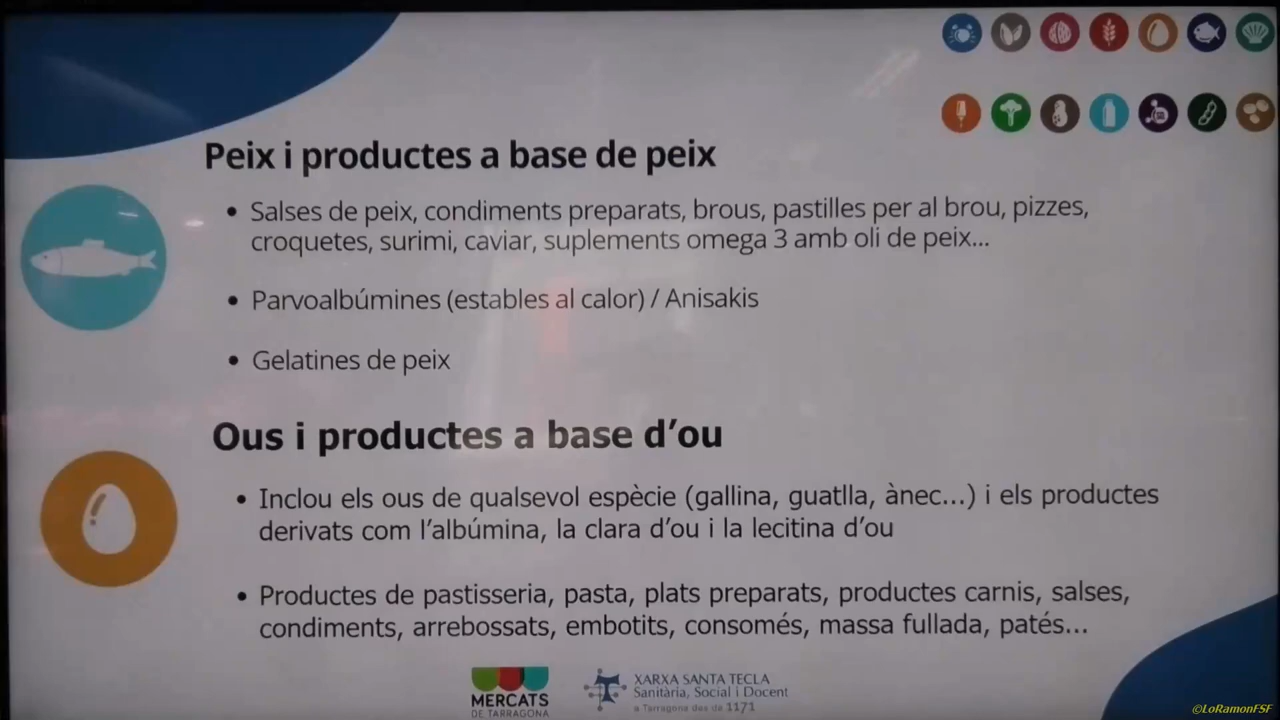 Peix i productes a base de peix
• Salses de peix, condiments preparats, brous, pastilles per al brou, pizzes,
croquetes, surimi, caviar, suplements omega 3 amb oli de peix...
• Parvoalbúmines (estables al calor) / Anisakis
• Gelatines de peix
Ous i productes a base d’ou
• Inclou els ous de qualsevol espècie (gallina, guatlla, ànec...) i els productes
derivats com l’albúmina, la clara d’ou i la lecitina d’ou
• Productes de pastisseria, pasta, plats preparats, productes carnis, salses,
condiments, arrebossats, embotits, consomés, massa fullada, patés...
MERCATS
DE TARRAGONA
XARXA SANTA TECLA
Sanitària, Social i Docent
a Tarragona des de 1171
©LoRamonFSF